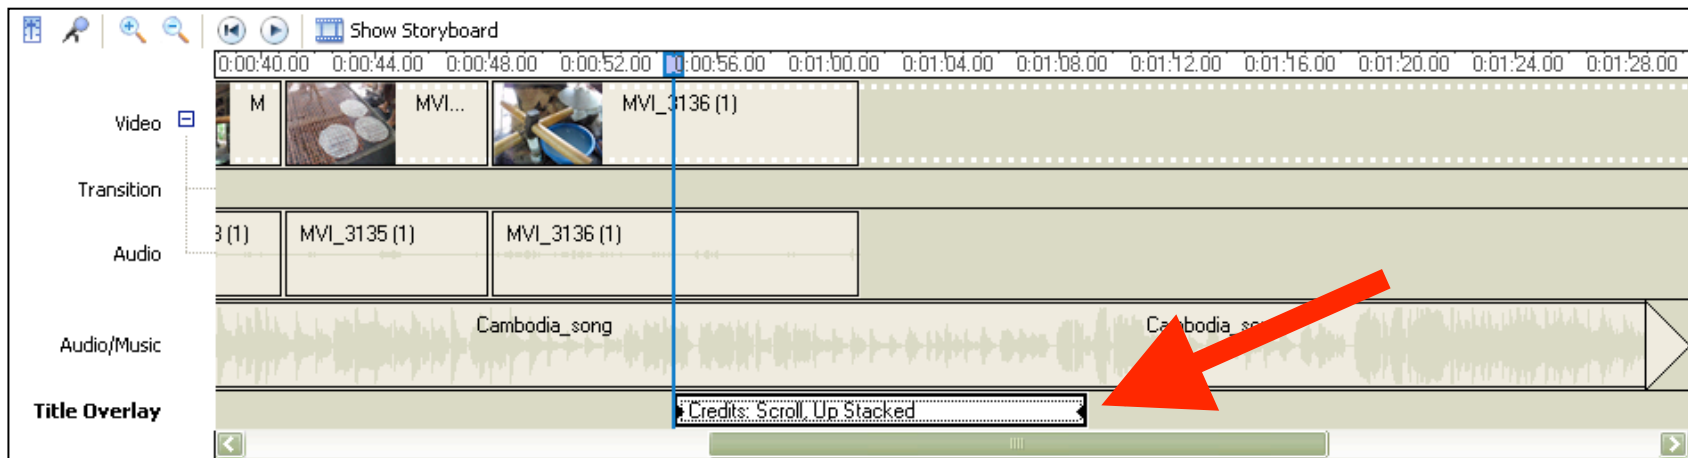 Show Storyboard
0:00:40.00 0:00:44.00 0:00:48.00 0:00:52.00 0:00:56.00 0:01:00.00 0:01:04.00 0:01:08.00 0:01:12.00 0:01:16.00 0:01:20.00 0:01:24.00 0:01:28.00
Video M MVI... MVI_3136 (1)
Transition
Audio 3 (1) MVI_3135 (1) MVI_3136 (1)
Audio/Music Cambodia_song
Title Overlay Credits: Scroll, Up Stacked